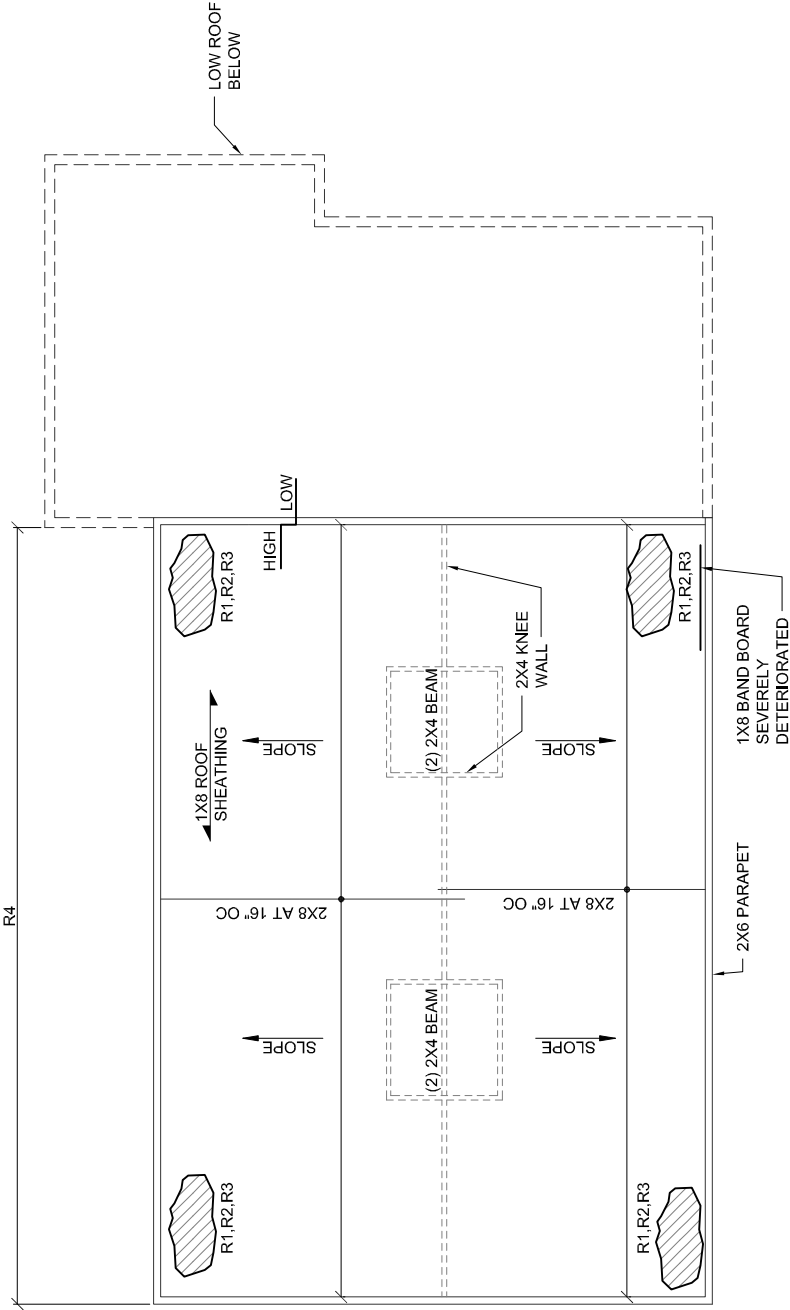 R4
1X8 ROOF
SHEATHING
LOW ROOF
BELOW
R1,R2,R3
R1,R2,R3
HIGH
LOW
SLOPE
SLOPE
2X8 AT 16" OC
(2) 2X4 BEAM
(2) 2X4 BEAM
2X4 KNEE
WALL
2X8 AT 16" OC
SLOPE
SLOPE
R1,R2,R3
R1,R2,R3
2X6 PARAPET
1X8 BAND BOARD
SEVERELY
DETERIORATED